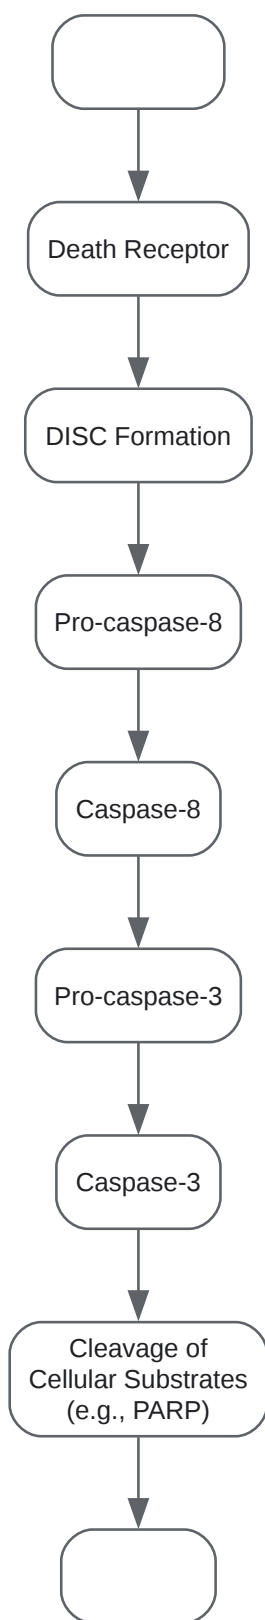 Death Receptor
DISC Formation
Pro-caspase-8
Caspase-8
Pro-caspase-3
Caspase-3
Cleavage of
Cellular Substrates
(e.g., PARP)